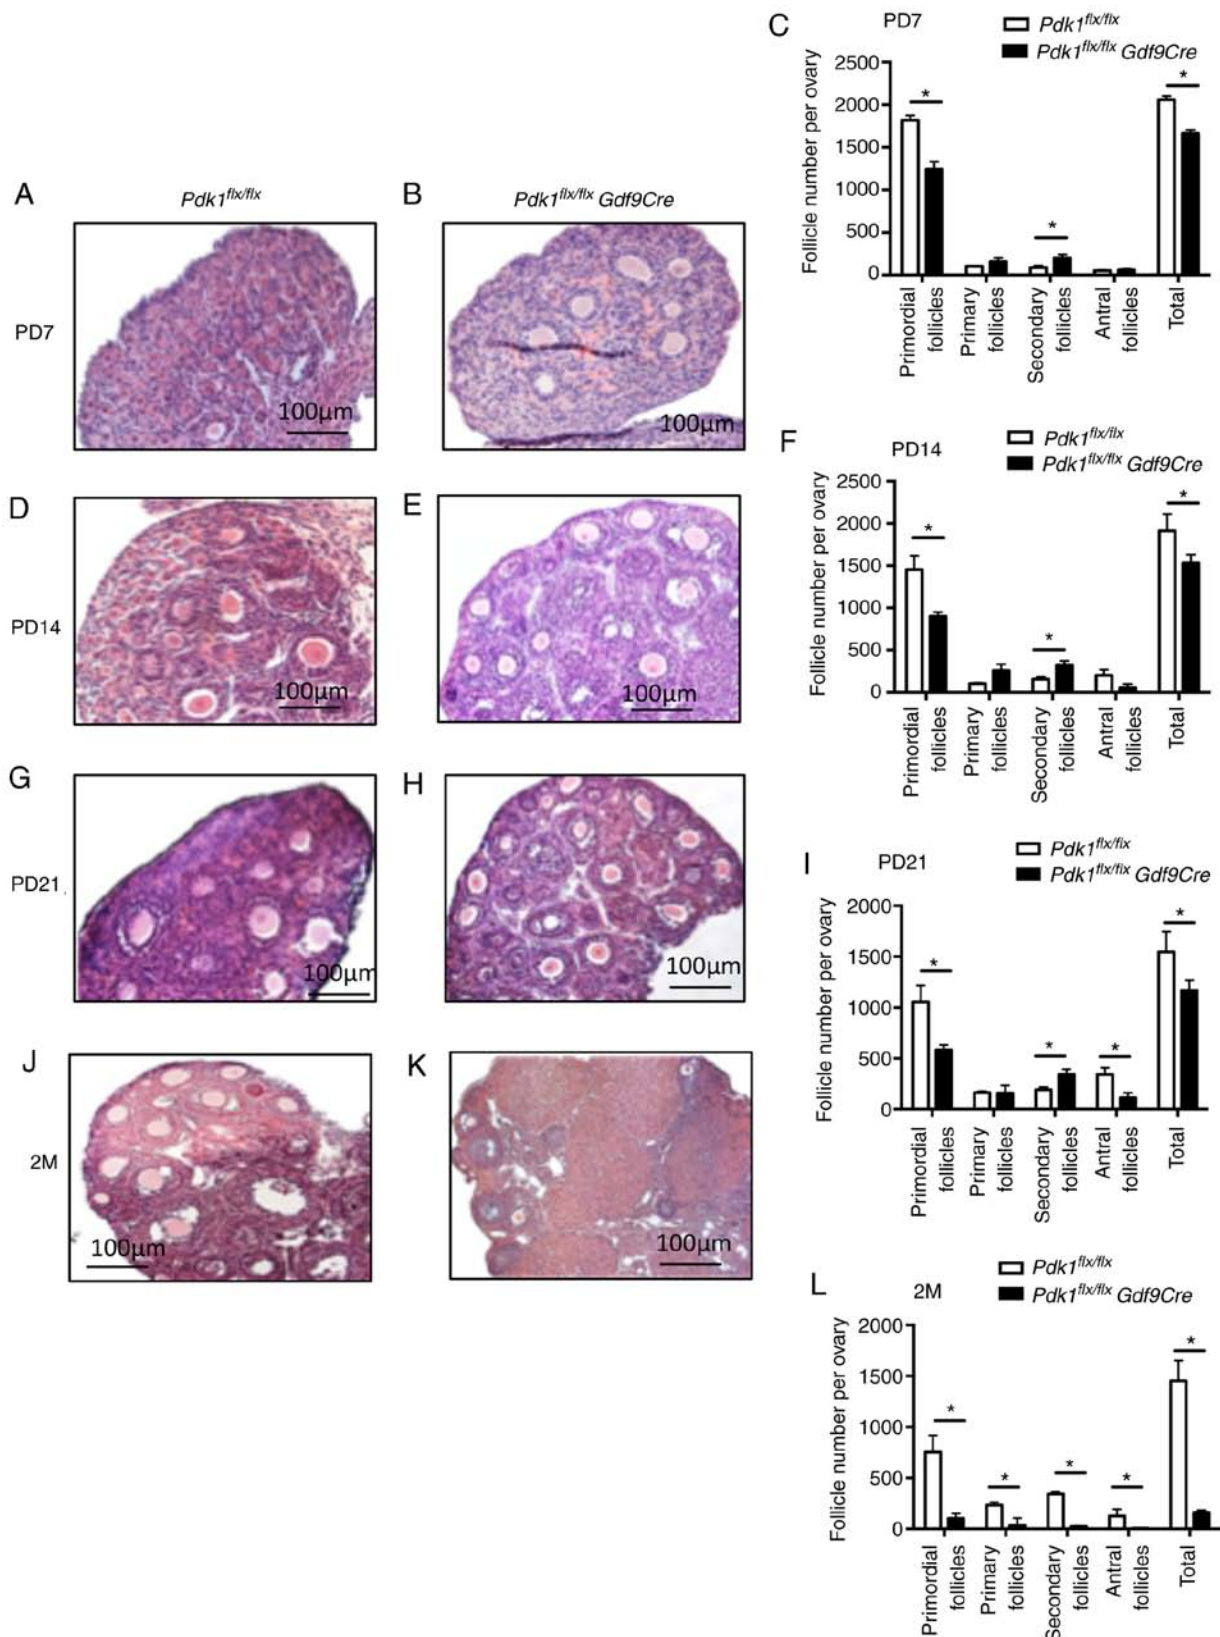 A
Pdk1flx/flx
B
Pdk1flx/flx Gdf9Cre
PD7
100μm
100μm
C
PD7
Pdk1flx/flx
Pdk1flx/flx Gdf9Cre
Follicle number per ovary
2500
2000
1500
1000
500
0
*
*
*
Primordial
follicles
Primary
follicles
Secondary
follicles
Antral
follicles
Total
D
E
PD14
100μm
100μm
F
PD14
Pdk1flx/flx
Pdk1flx/flx Gdf9Cre
Follicle number per ovary
2500
2000
1500
1000
500
0
*
*
*
Primordial
follicles
Primary
follicles
Secondary
follicles
Antral
follicles
Total
G
H
PD21
100μm
100μm
I
PD21
Pdk1flx/flx
Pdk1flx/flx Gdf9Cre
Follicle number per ovary
2000
1500
1000
500
0
*
*
*
*
Primordial
follicles
Primary
follicles
Secondary
follicles
Antral
follicles
Total
J
K
2M
100μm
100μm
L
2M
Pdk1flx/flx
Pdk1flx/flx Gdf9Cre
Follicle number per ovary
2000
1500
1000
500
0
*
*
*
*
*
Primordial
follicles
Primary
follicles
Secondary
follicles
Antral
follicles
Total